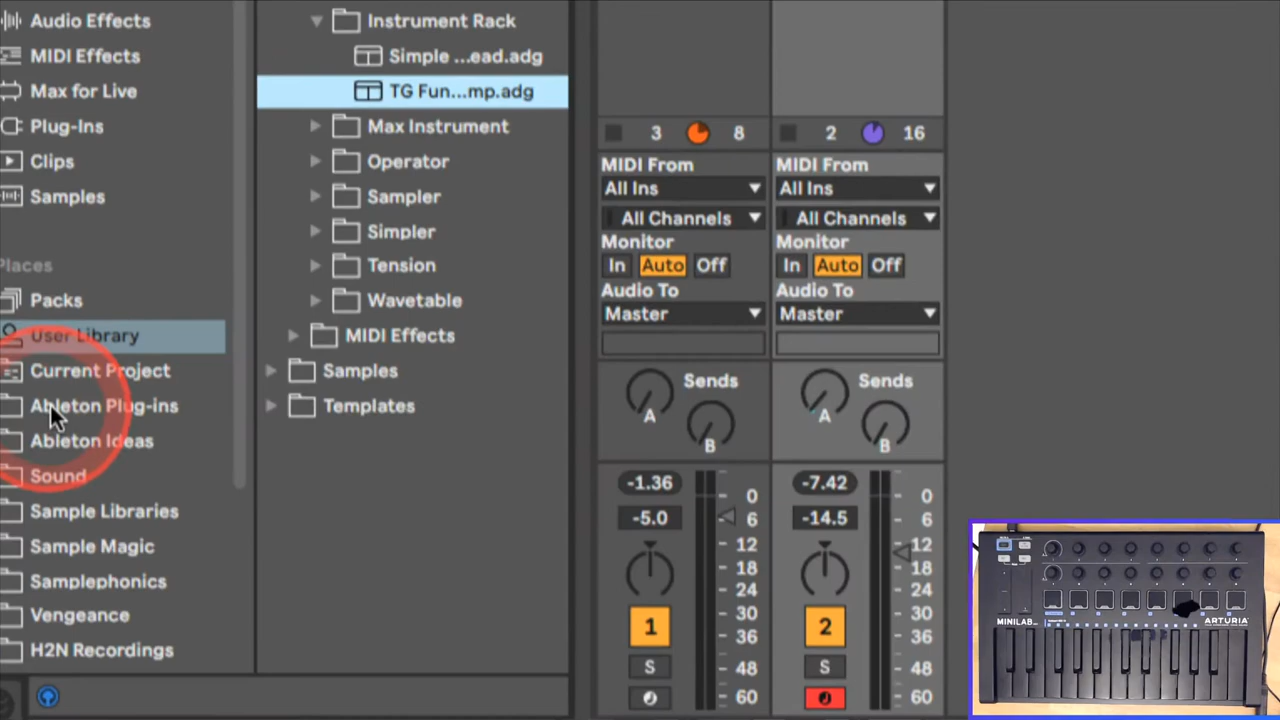 Audio Effects
MIDI Effects
Max for Live
Plug-Ins
Clips
Samples
Places
Packs
User Library
Current Project
Ableton Plug-ins
Ableton Ideas
Sound
Sample Libraries
Sample Magic
Samplephonics
Vengeance
H2N Recordings
Instrument Rack
Simple ...ead.adg
TG Fun...mp.adg
Max Instrument
Operator
Sampler
Simpler
Tension
Wavetable
MIDI Effects
Samples
Templates
3 8
MIDI From
All Ins
All Channels
Monitor
In Auto Off
Audio To
Master
Sends
A
B
-1.36
-5.0
0
6
12
18
24
30
36
48
60
1
S
2 16
MIDI From
All Ins
All Channels
Monitor
In Auto Off
Audio To
Master
Sends
A
B
-7.42
-14.5
0
6
12
18
24
30
36
48
60
2
S
MINILAB
ARTURIA